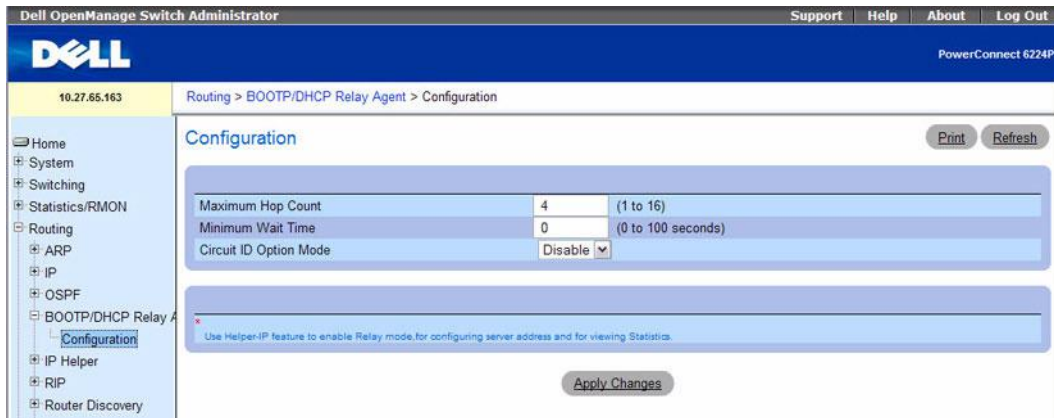 Dell OpenManage Switch Administrator
Support Help About Log Out
DELL
PowerConnect 6224P
10.27.65.163
Routing > BOOTP/DHCP Relay Agent > Configuration
Home
System
Switching
Statistics/RMON
Routing
ARP
IP
OSPF
BOOTP/DHCP Relay A
Configuration
IP Helper
RIP
Router Discovery
Configuration
Print Refresh
Maximum Hop Count 4 (1 to 16)
Minimum Wait Time 0 (0 to 100 seconds)
Circuit ID Option Mode Disable
*
Use Helper-IP feature to enable Relay mode,for configuring server address and for viewing Statistics.
Apply Changes